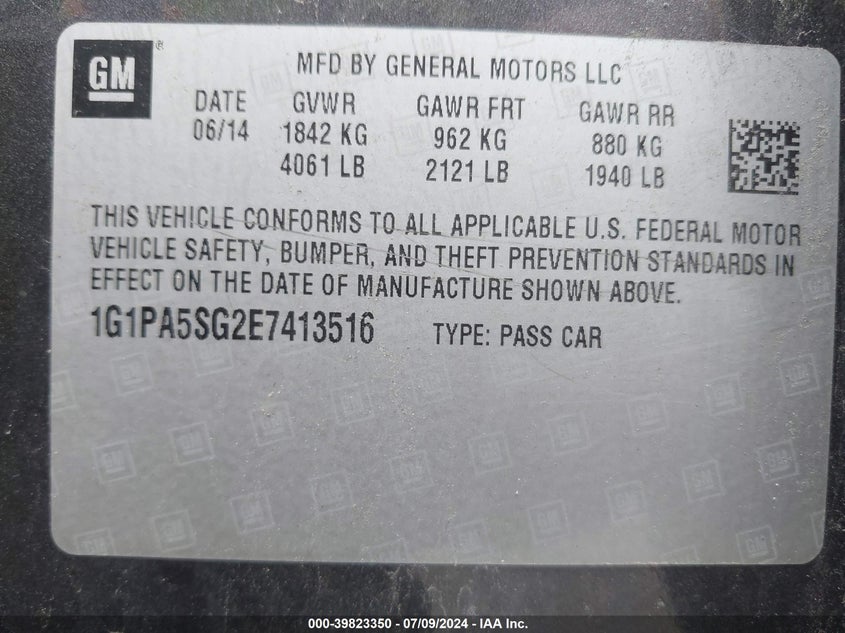 GM®
MFD BY GENERAL MOTORS LLC
DATE GVWR GAWR FRT GAWR RR
06/14 1842 KG 962 KG 880 KG
4061 LB 2121 LB 1940 LB
THIS VEHICLE CONFORMS TO ALL APPLICABLE U.S. FEDERAL MOTOR
VEHICLE SAFETY, BUMPER, AND THEFT PREVENTION STANDARDS IN
EFFECT ON THE DATE OF MANUFACTURE SHOWN ABOVE.
1G1PA5SG2E7413516 TYPE: PASS CAR
000-39823350 - 07/09/2024 - IAA Inc.